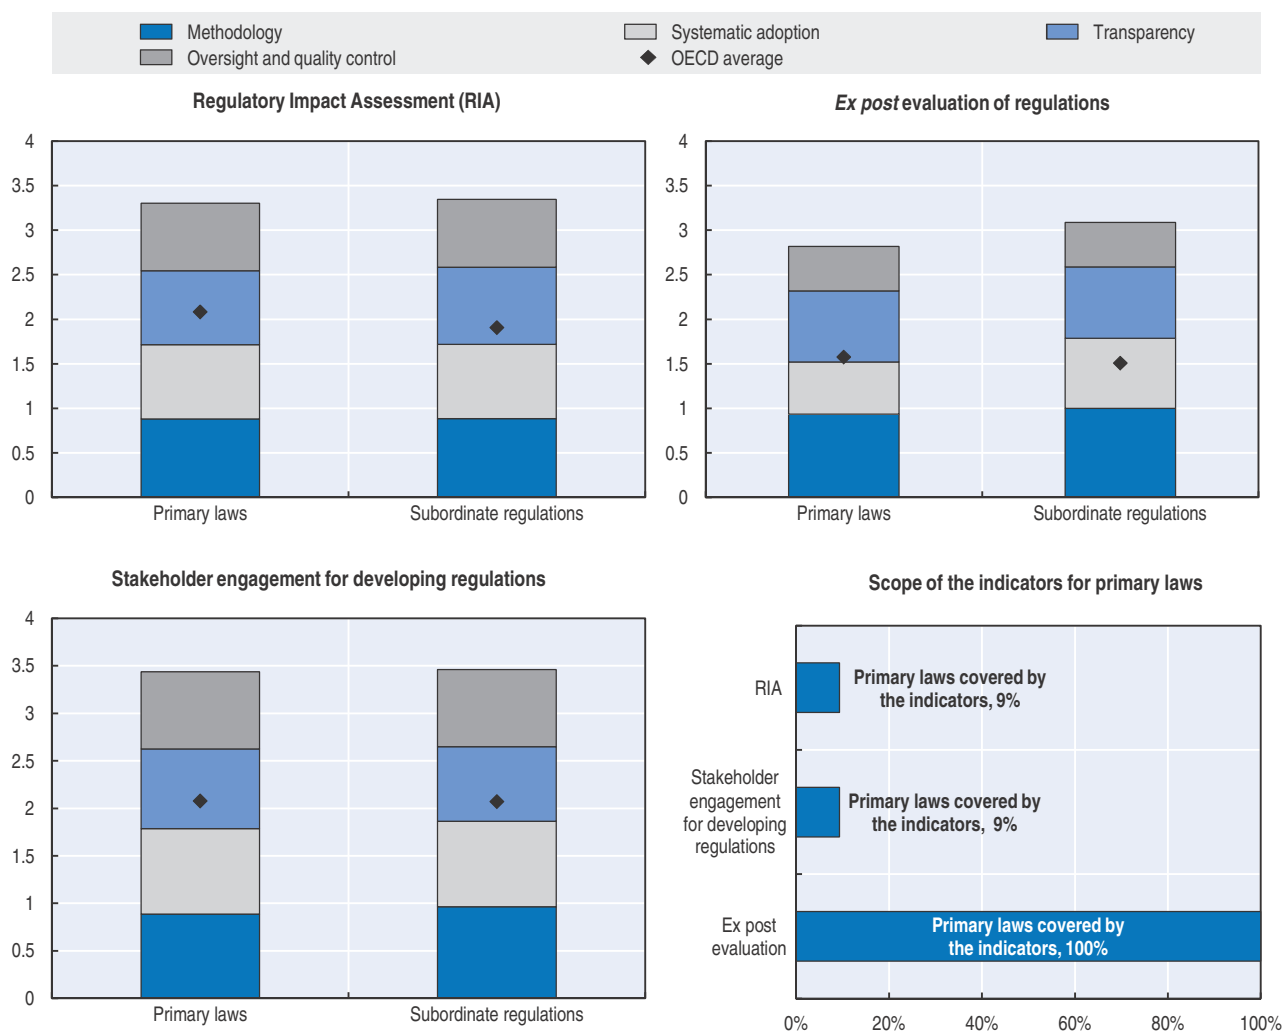 Methodology
Systematic adoption
Transparency
Oversight and quality control
OECD average
Regulatory Impact Assessment (RIA)
4
3.5
3
2.5
2
1.5
1
0.5
0
Primary laws
Subordinate regulations
Ex post evaluation of regulations
4
3.5
3
2.5
2
1.5
1
0.5
0
Primary laws
Subordinate regulations
Stakeholder engagement for developing regulations
4
3.5
3
2.5
2
1.5
1
0.5
0
Primary laws
Subordinate regulations
Scope of the indicators for primary laws
RIA
Primary laws covered by
the indicators, 9%
Stakeholder
engagement
for developing
regulations
Primary laws covered by
the indicators, 9%
Ex post
evaluation
Primary laws covered by
the indicators, 100%
0%
20%
40%
60%
80%
100%